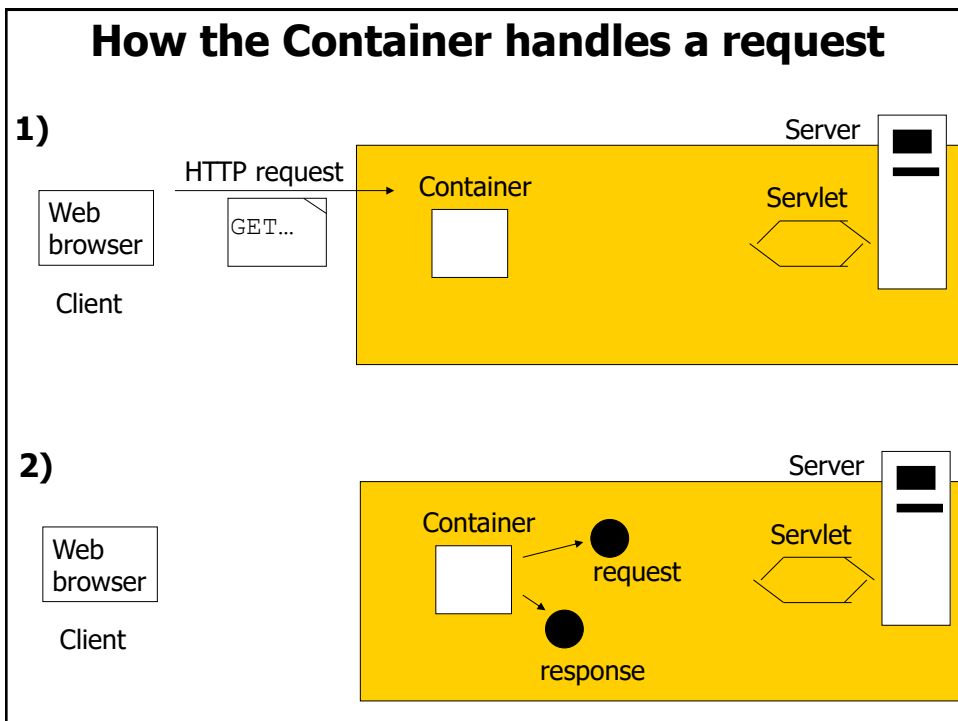 How the Container handles a request
1)
Server
HTTP request
Container
Servlet
Web
browser
GET…
Client
2)
Server
Container
Servlet
Web
browser
request
Client
response